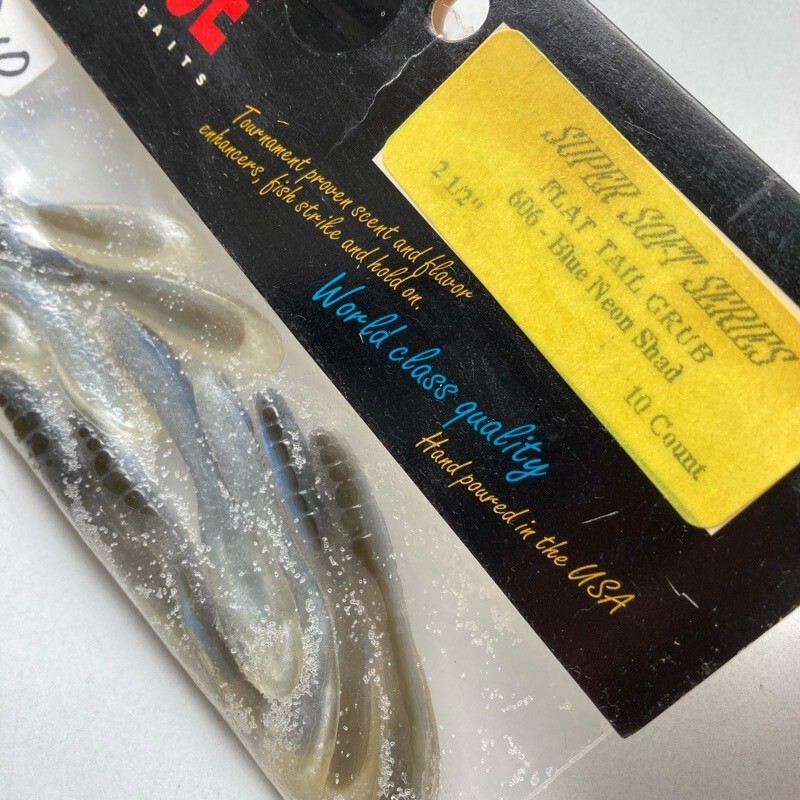 BAITS
Tournament proven scent and flavor
enhancers, fish strike and hold on.
World class quality
Hand poured in the USA
SUPER SOFT SERIES
FLAT TAIL GRUB
2 1/2" 606 - Blue Neon Shad
10 Count